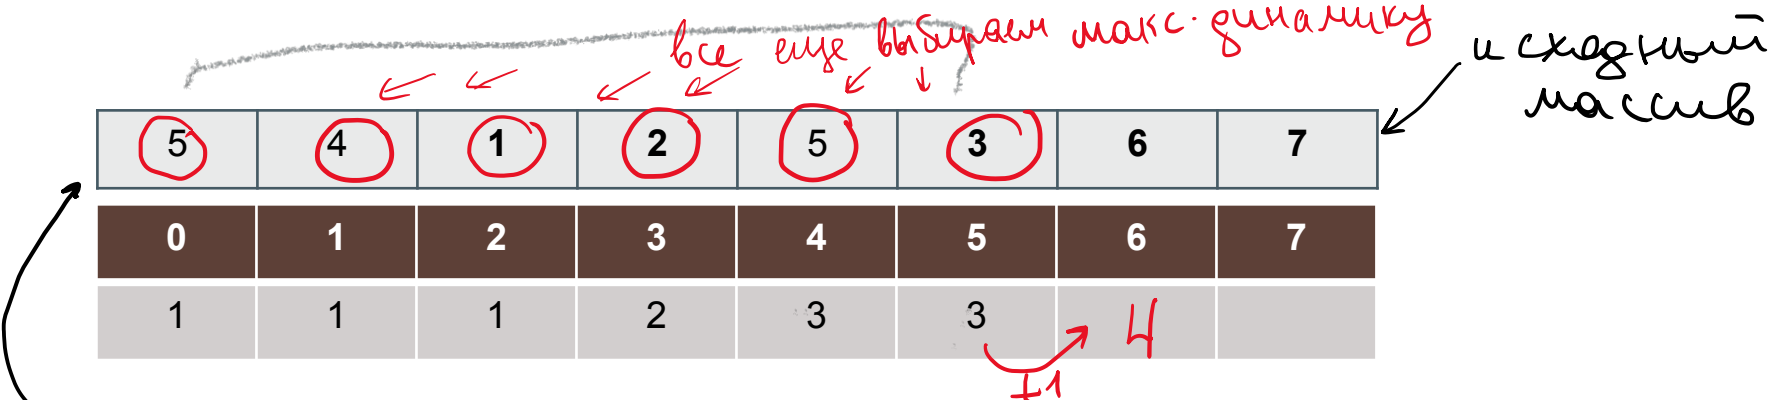 все еще выбираем макс. динамику
исходный
массив
5 4 1 2 5 3 6 7
0 1 2 3 4 5 6 7
1 1 1 2 3 3 4
+1